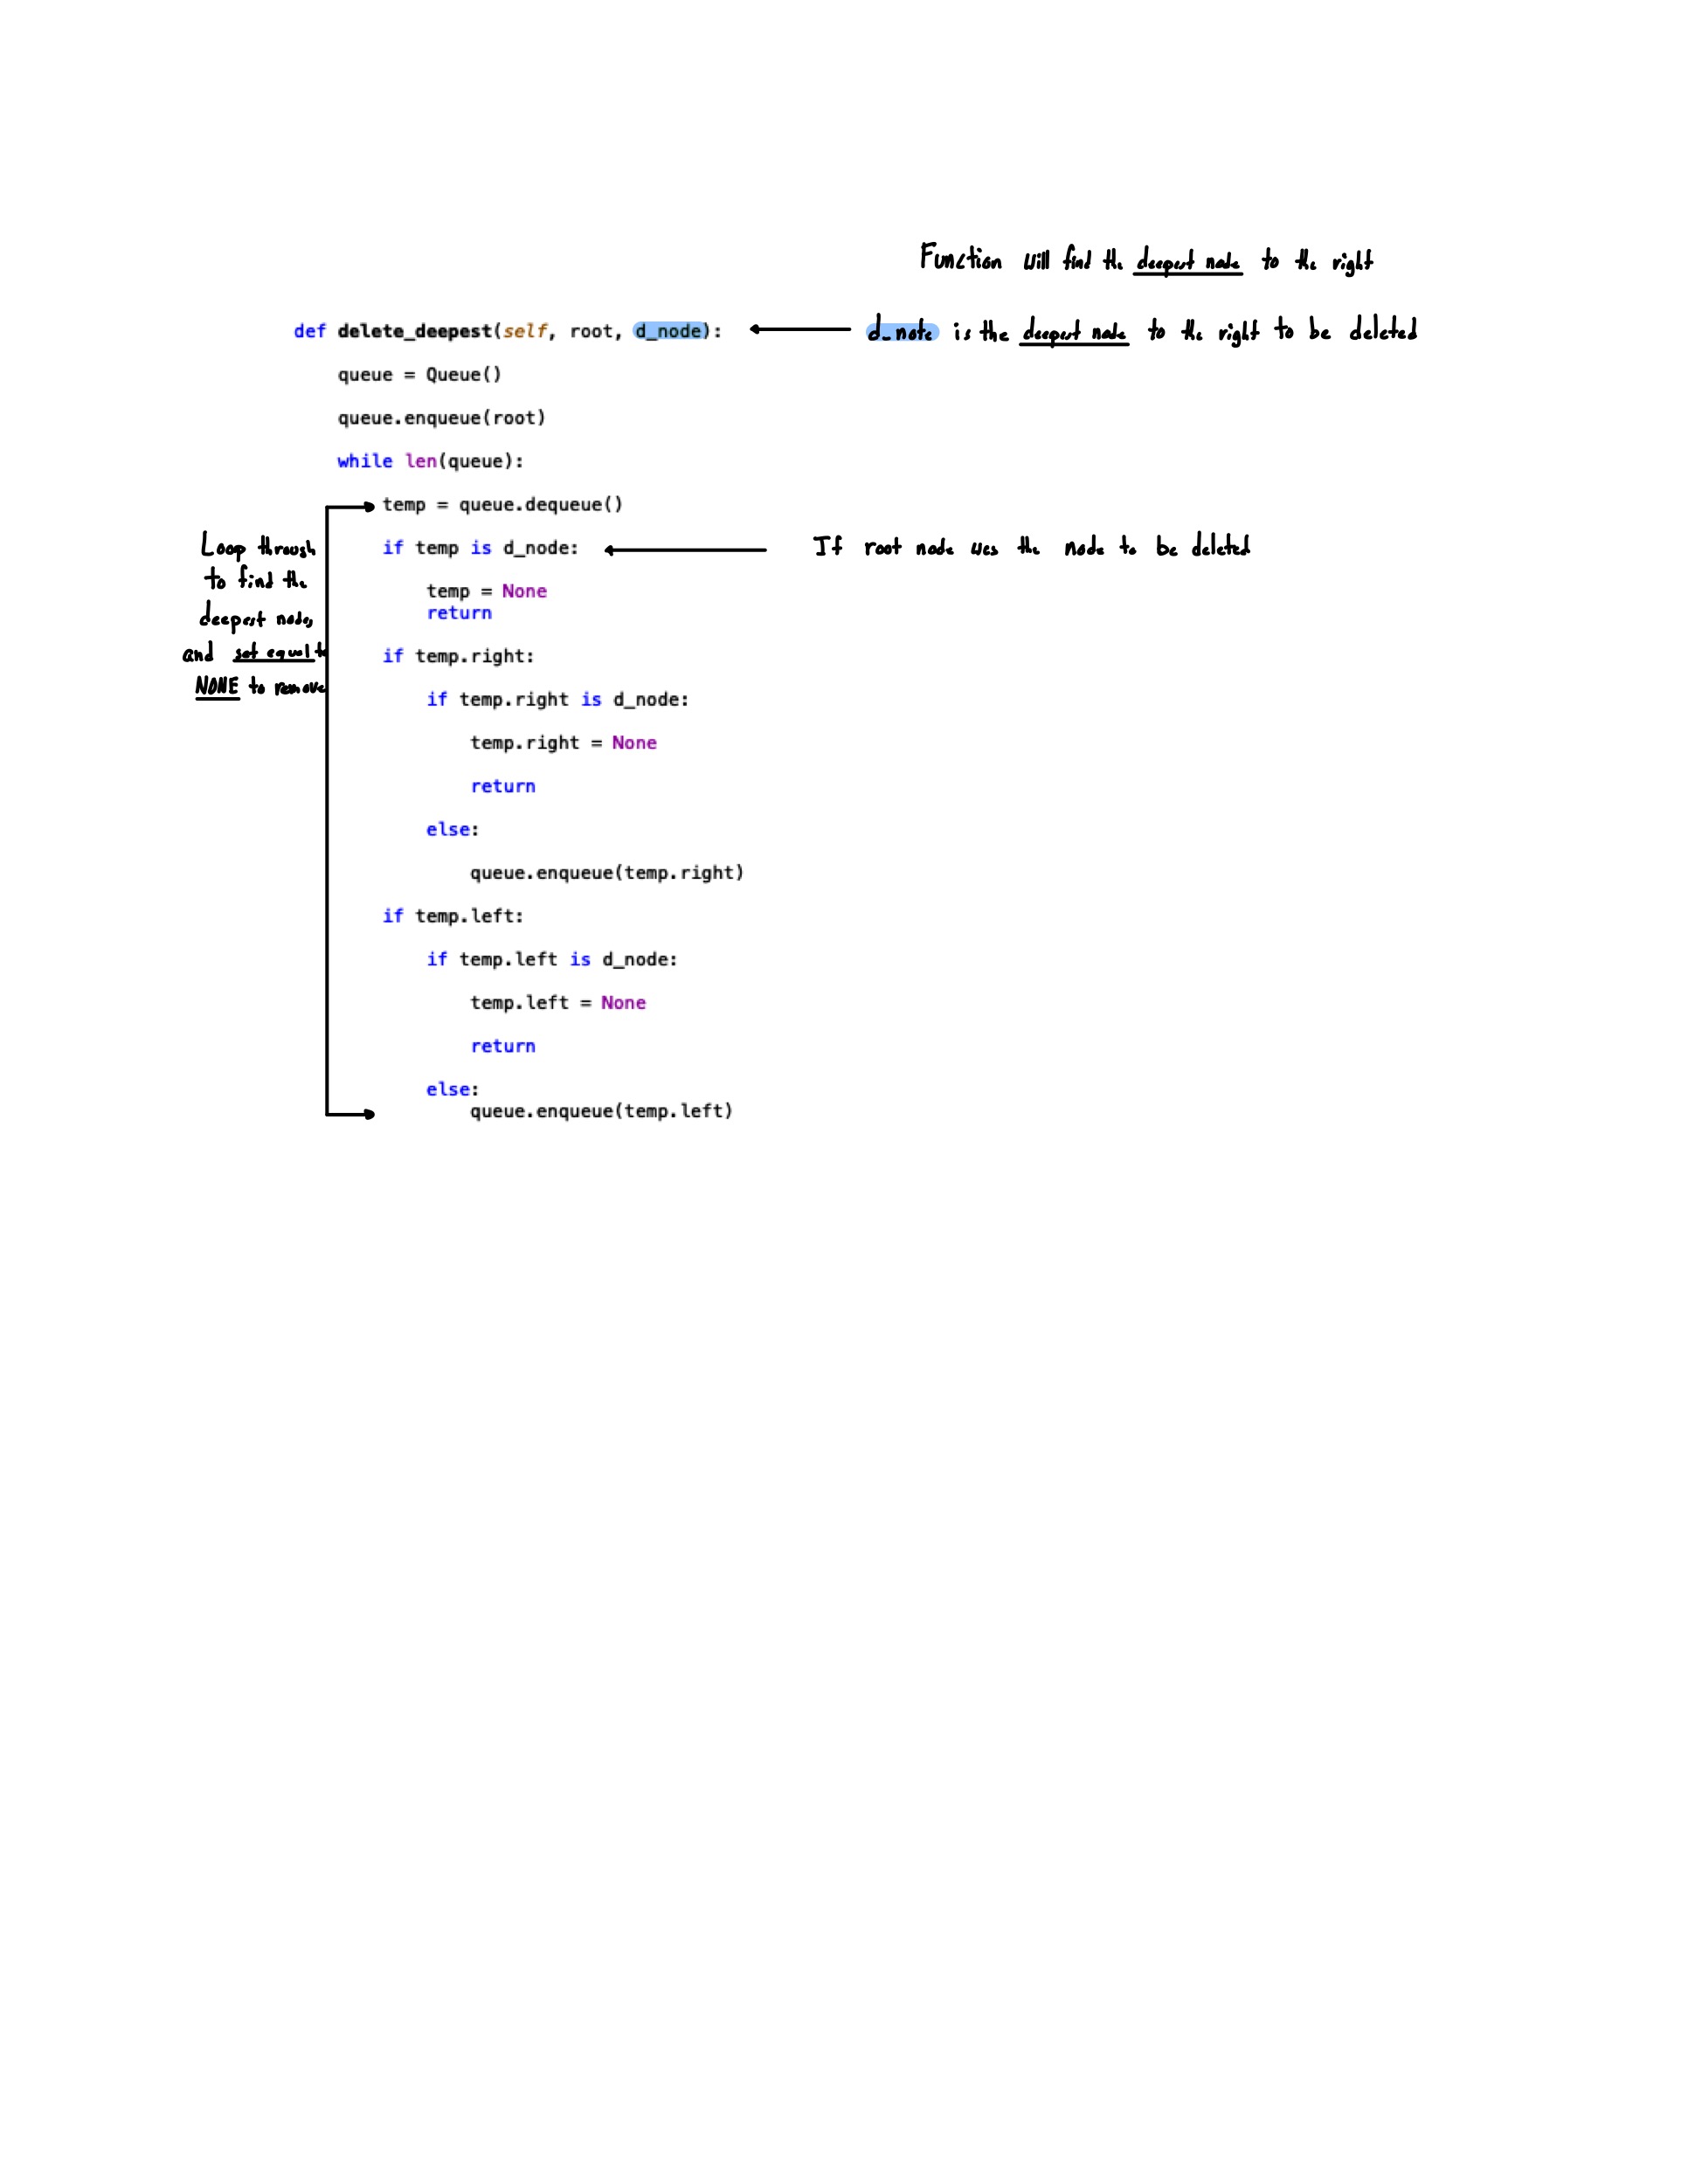 Function will find the deepest node to the right
def delete_deepest(self, root, d_node):
d_note is the deepest node to the right to be deleted
queue = Queue()
queue.enqueue(root)
while len(queue):
temp = queue.dequeue()
Loop through
to find the
deepest node,
and set equal to
NONE to remove
if temp is d_node:
If root node was the node to be deleted
temp = None
return
if temp.right:
if temp.right is d_node:
temp.right = None
return
else:
queue.enqueue(temp.right)
if temp.left:
if temp.left is d_node:
temp.left = None
return
else:
queue.enqueue(temp.left)